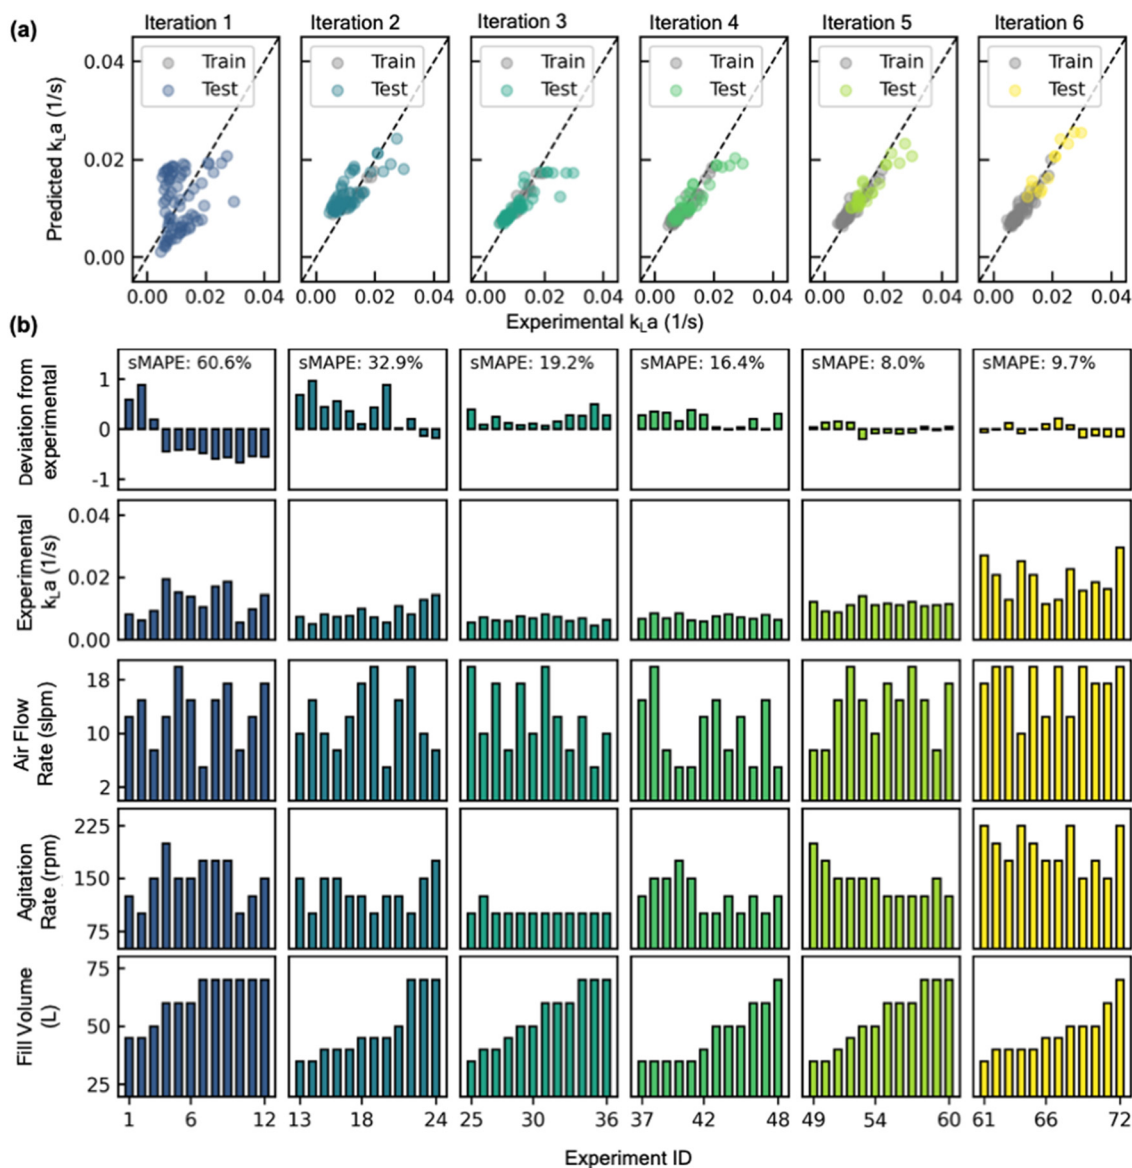 (a)
Iteration 1 Iteration 2 Iteration 3 Iteration 4 Iteration 5 Iteration 6
Train Train Train Train Train Train
Test Test Test Test Test Test
Predicted kLa (1/s)
0.04
0.02
0.00
0.00 0.02 0.04 0.00 0.02 0.04 0.00 0.02 0.04 0.00 0.02 0.04 0.00 0.02 0.04 0.00 0.02 0.04
Experimental kLa (1/s)
(b)
sMAPE: 60.6% sMAPE: 32.9% sMAPE: 19.2% sMAPE: 16.4% sMAPE: 8.0% sMAPE: 9.7%
Deviation from
experimental
1
0
-1
Experimental
kLa (1/s)
0.04
0.02
0.00
Air Flow
Rate (slpm)
18
10
2
Agitation
Rate (rpm)
225
150
75
Fill Volume
(L)
75
50
25
1 6 12 13 18 24 25 30 36 37 42 48 49 54 60 61 66 72
Experiment ID